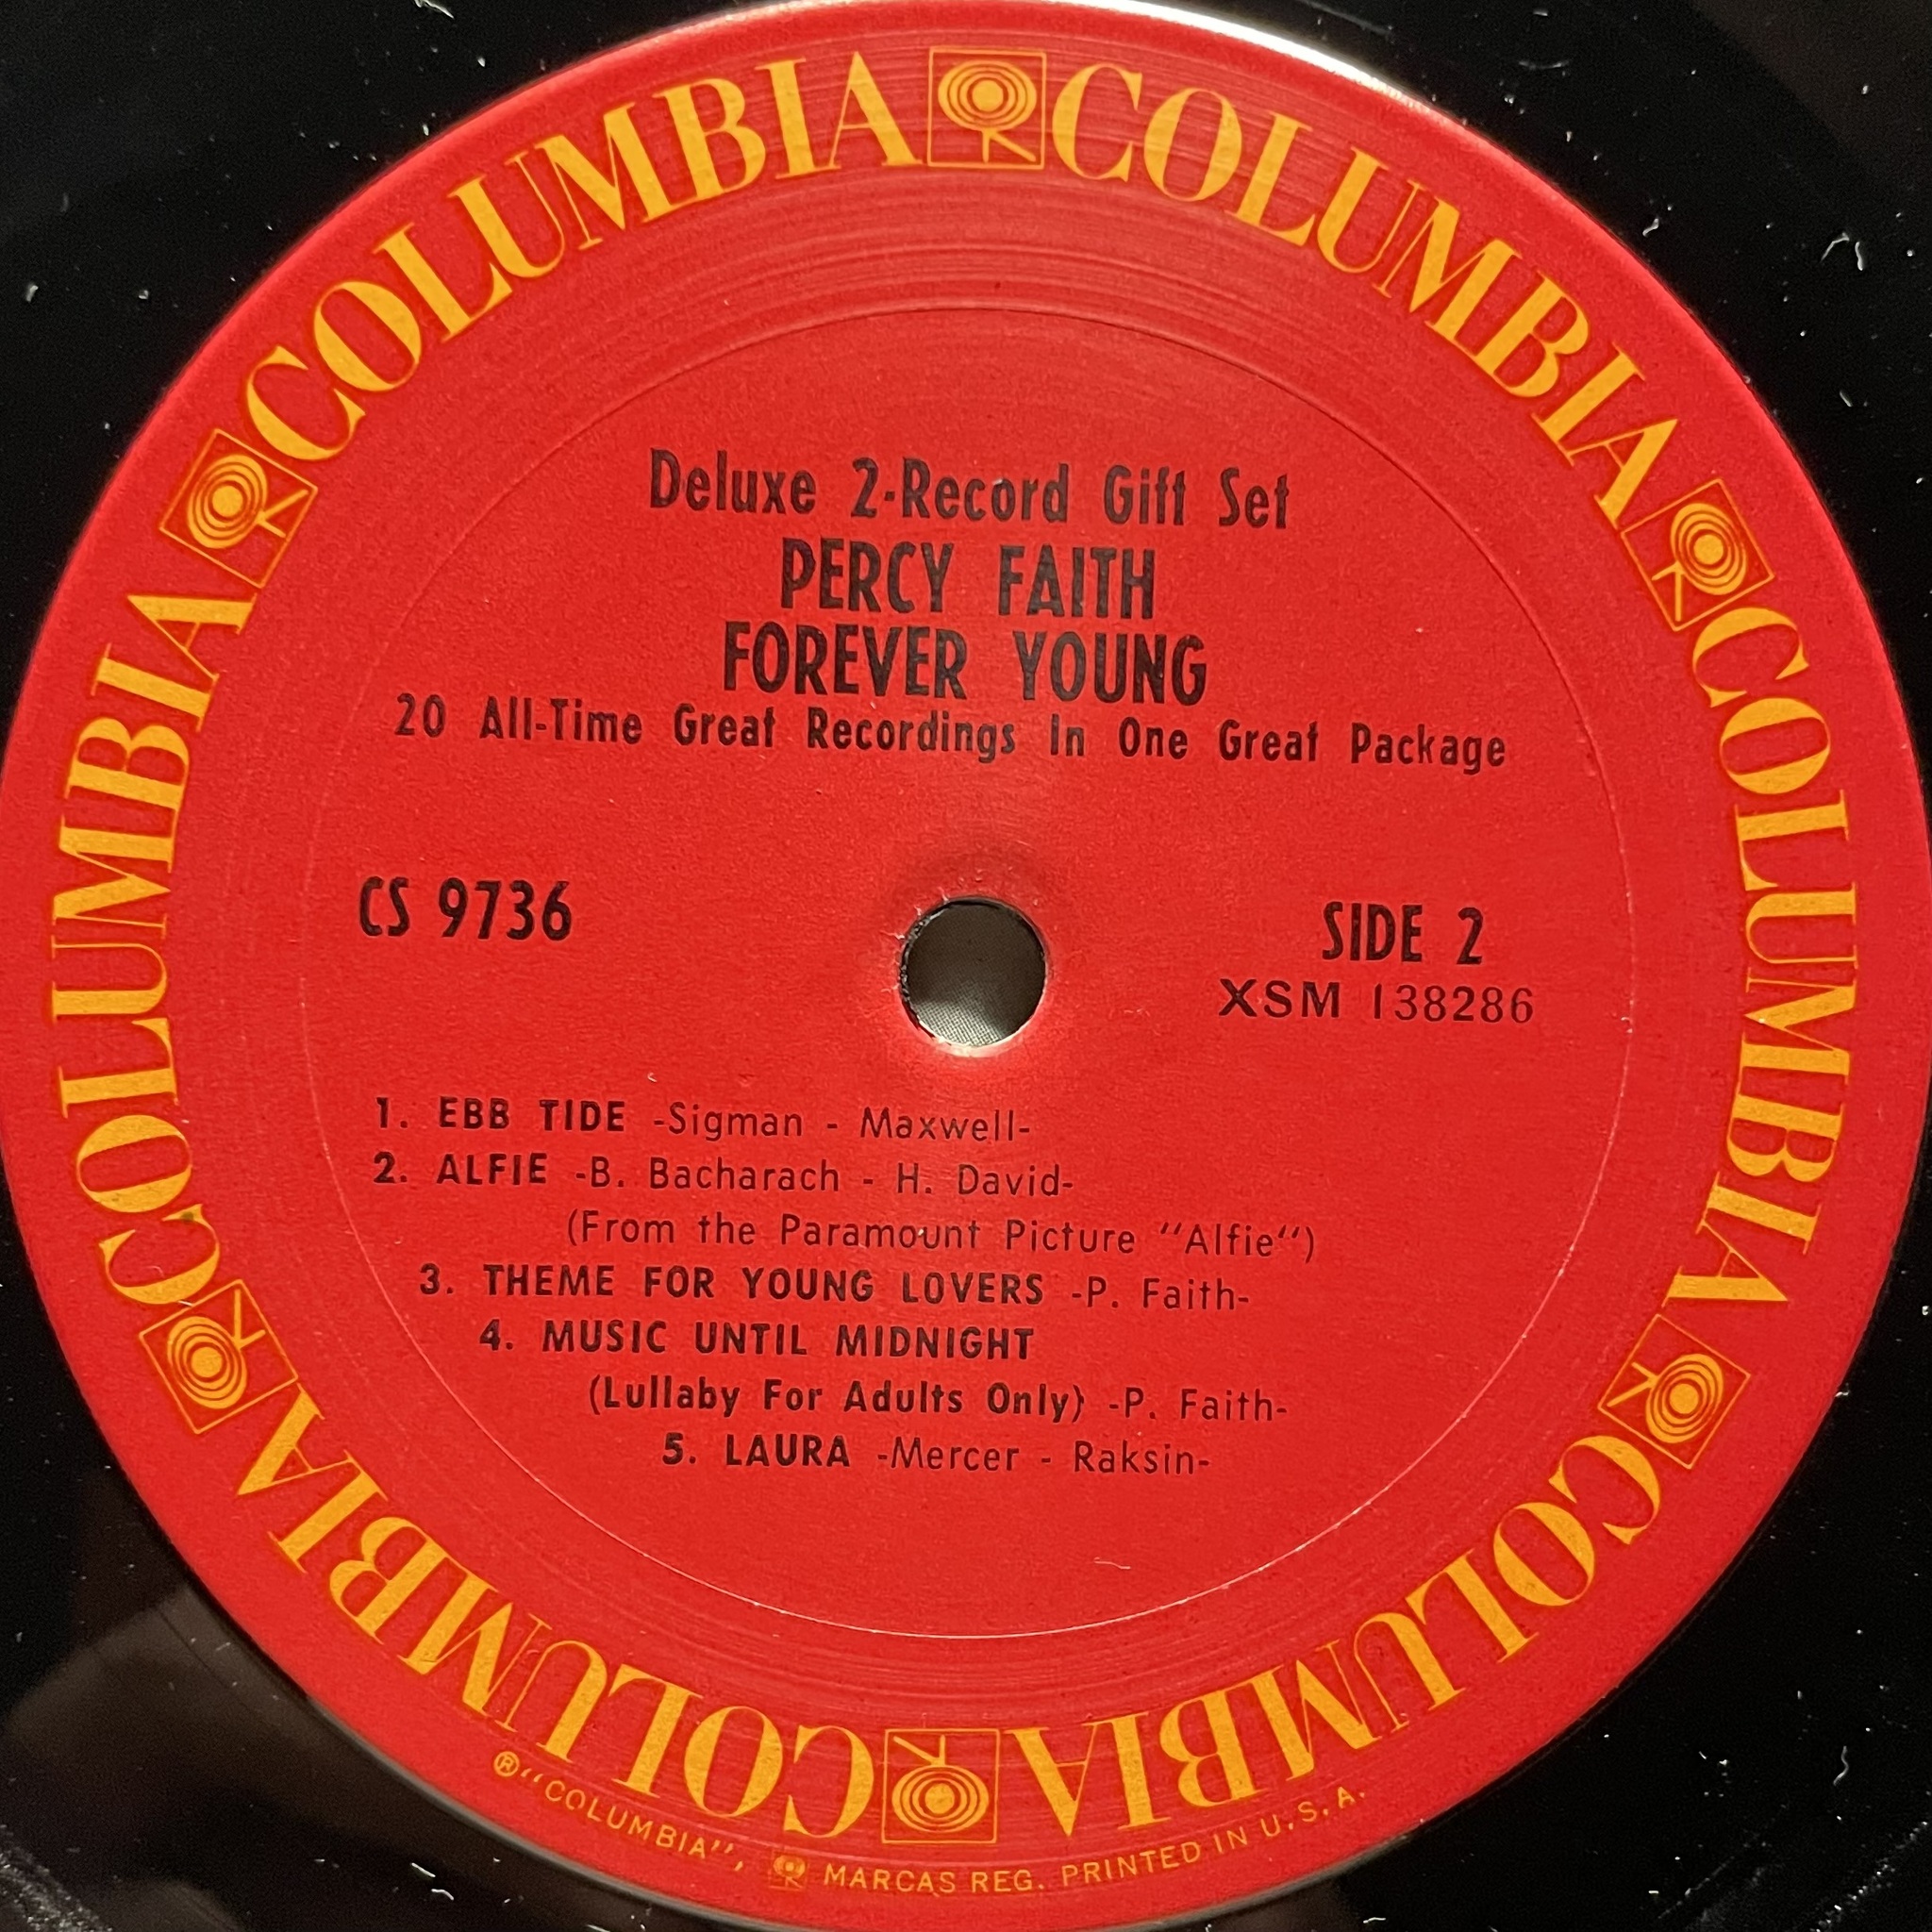 COLUMBIA COLUMBIA COLUMBIA COLUMBIA COLUMBIA COLUMBIA
Deluxe 2-Record Gift Set
PERCY FAITH
FOREVER YOUNG
20 All-Time Great Recordings In One Great Package
CS 9736
SIDE 2
XSM 138286
1. EBB TIDE -Sigman - Maxwell-
2. ALFIE -B. Bacharach - H. David-
(From the Paramount Picture "Alfie")
3. THEME FOR YOUNG LOVERS -P. Faith-
4. MUSIC UNTIL MIDNIGHT
(Lullaby For Adults Only) -P. Faith-
5. LAURA -Mercer - Raksin-
®"COLUMBIA", MARCAS REG. PRINTED IN U.S.A.